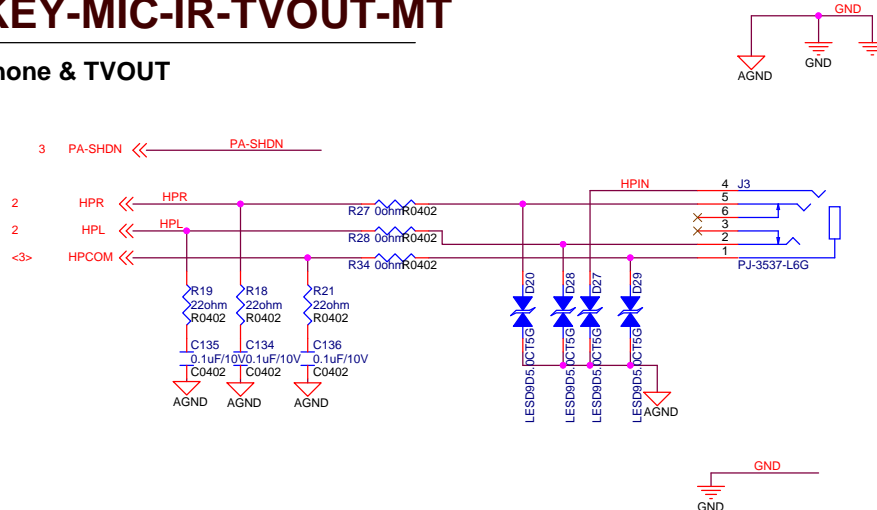 KEY-MIC-IR-TVOUT-MT
GND
AGND
GND
none & TVOUT
3 PA-SHDN PA-SHDN
2 HPR HPR
2 HPL HPL
<3> HPCOM
R27 0ohm R0402
R28 0ohm R0402
R34 0ohm R0402
HPIN
4 J3
5
6
3
2
1
PJ-3537-L6G
R19
22ohm
R0402
R18
22ohm
R0402
R21
22ohm
R0402
C135
0.1uF/10V
C0402
C134
0.1uF/10V
C0402
C136
0.1uF/10V
C0402
AGND
AGND
AGND
D20
LESD9D5.0CT5G
D28
LESD9D5.0CT5G
D27
LESD9D5.0CT5G
D29
LESD9D5.0CT5G
AGND
GND
GND